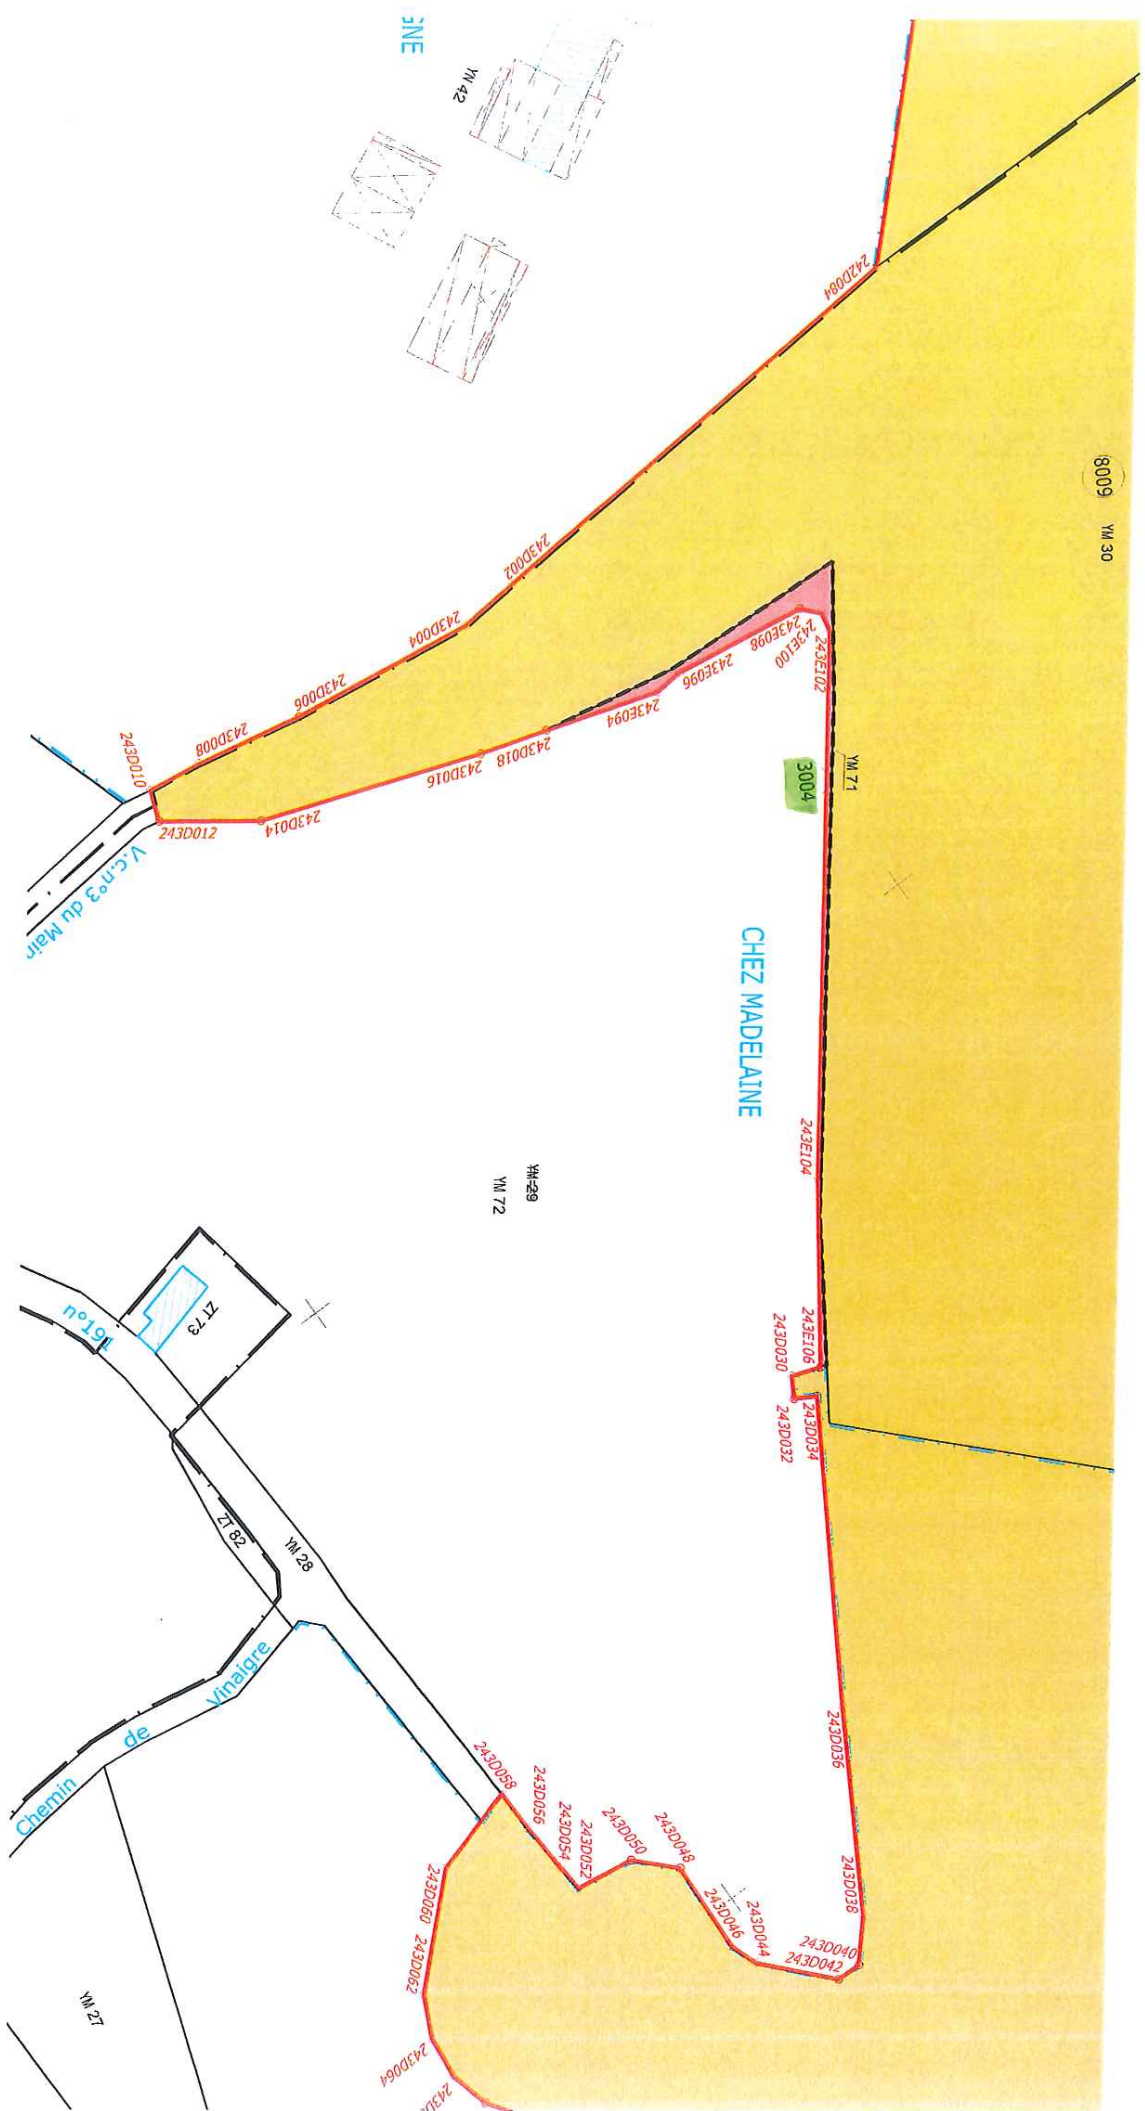 YN 42
242D084
8009
YM 30
243D002
243D004
243D006
243D008
243D010
243D012
243D014
243D016
243D018
243E094
243E096
243E098
243E100
243E102
YM 71
3004
V.c.n°3 du Mair
CHEZ MADELAINE
243E104
YM 29
YM 72
243E106
243D030
243D032
243D034
ZT 73
n°191
ZT 82
YM 28
Chemin de Vinaigre
243D036
243D038
243D040
243D042
243D044
243D046
243D048
243D050
243D052
243D054
243D056
243D058
243D060
243D062
243D064
YM 27